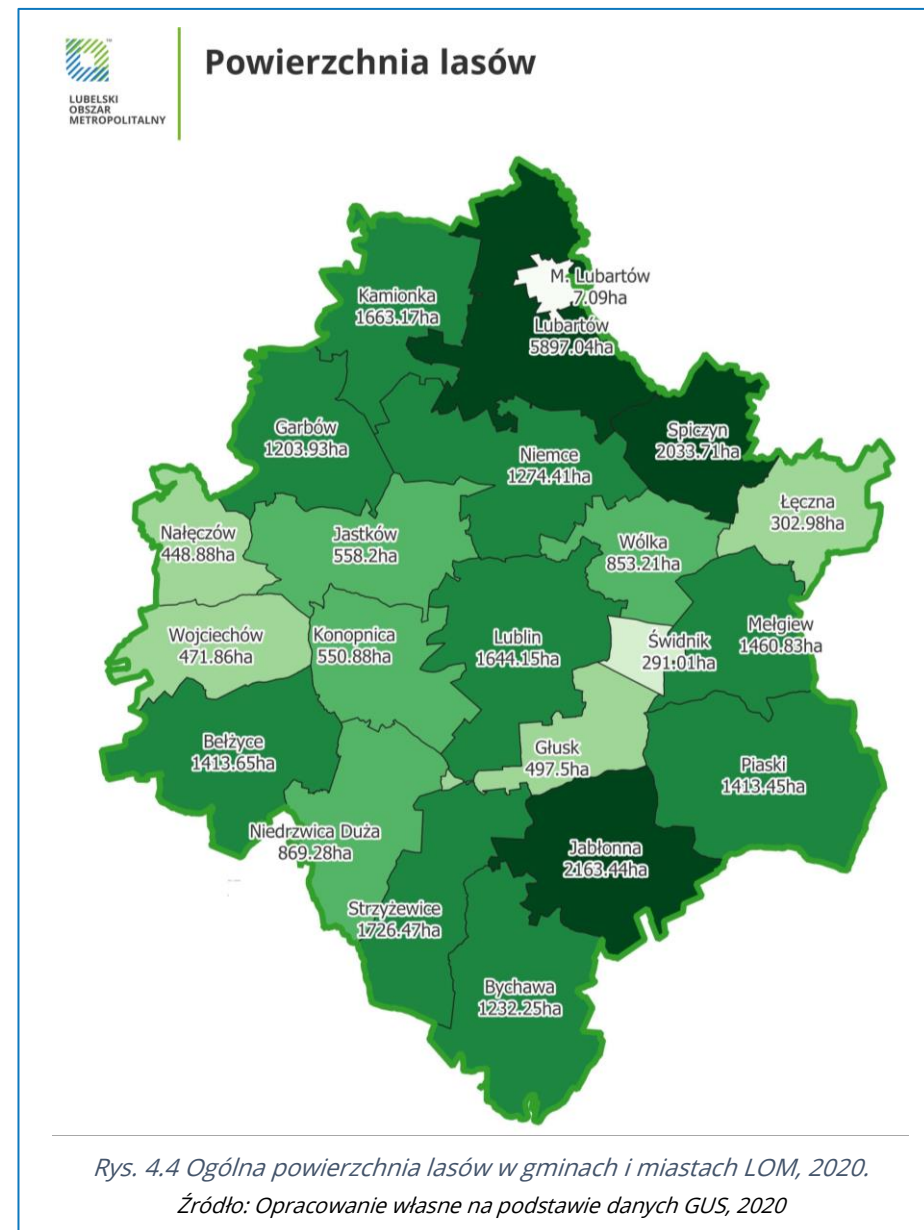 LUBELSKI
OBSZAR
METROPOLITALNY
Powierzchnia lasów
M. Lubartów
7.09ha
Kamionka
1663.17ha
Lubartów
5897.04ha
Garbów
1203.93ha
Niemce
1274.41ha
Spiczyn
2033.71ha
Łęczna
302.98ha
Nałęczów
448.88ha
Jastków
558.2ha
Wólka
853.21ha
Wojciechów
471.86ha
Konopnica
550.88ha
Lublin
1644.15ha
Świdnik
291.01ha
Mełgiew
1460.83ha
Bełżyce
1413.65ha
Głusk
497.5ha
Piaski
1413.45ha
Niedrzwica Duża
869.28ha
Jabłonna
2163.44ha
Strzyżewice
1726.47ha
Bychawa
1232.25ha
Rys. 4.4 Ogólna powierzchnia lasów w gminach i miastach LOM, 2020.
Źródło: Opracowanie własne na podstawie danych GUS, 2020